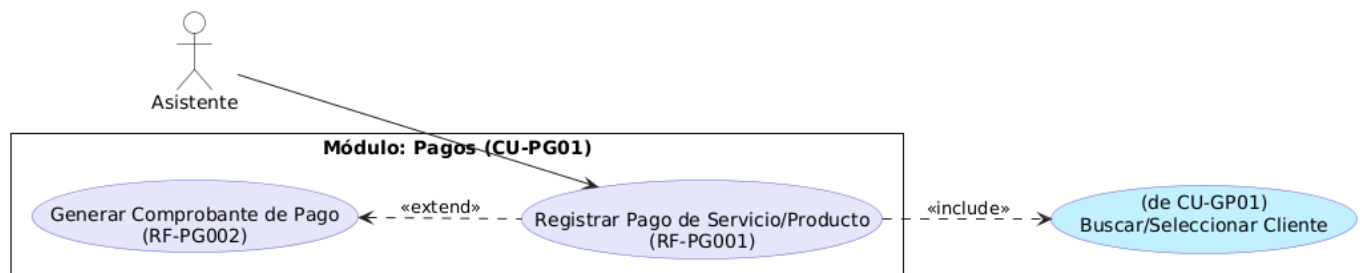 Asistente
Módulo: Pagos (CU-PG01)
Generar Comprobante de Pago
(RF-PG002)
«extend»
Registrar Pago de Servicio/Producto
(RF-PG001)
«include»
(de CU-GP01)
Buscar/Seleccionar Cliente